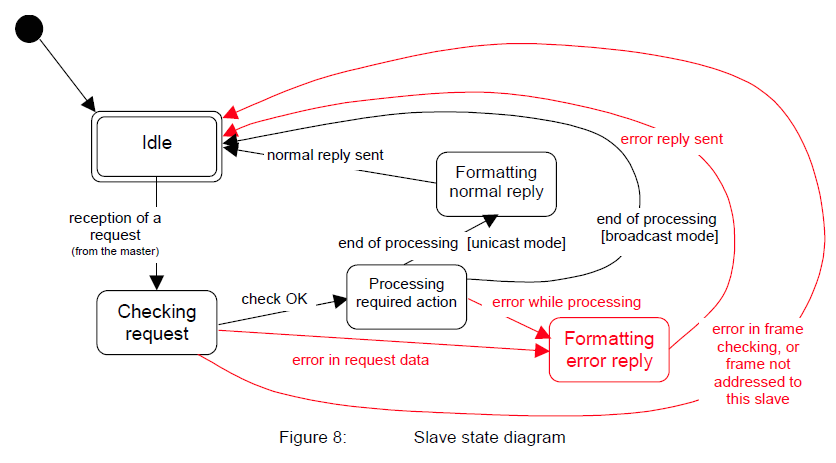 Idle
error reply sent
normal reply sent
Formatting
normal reply
reception of a
request
(from the master)
end of processing
[broadcast mode]
end of processing [unicast mode]
Checking
request
check OK
Processing
required action
error while processing
Formatting
error reply
error in request data
error in frame
checking, or
frame not
addressed to
this slave
Figure 8: Slave state diagram